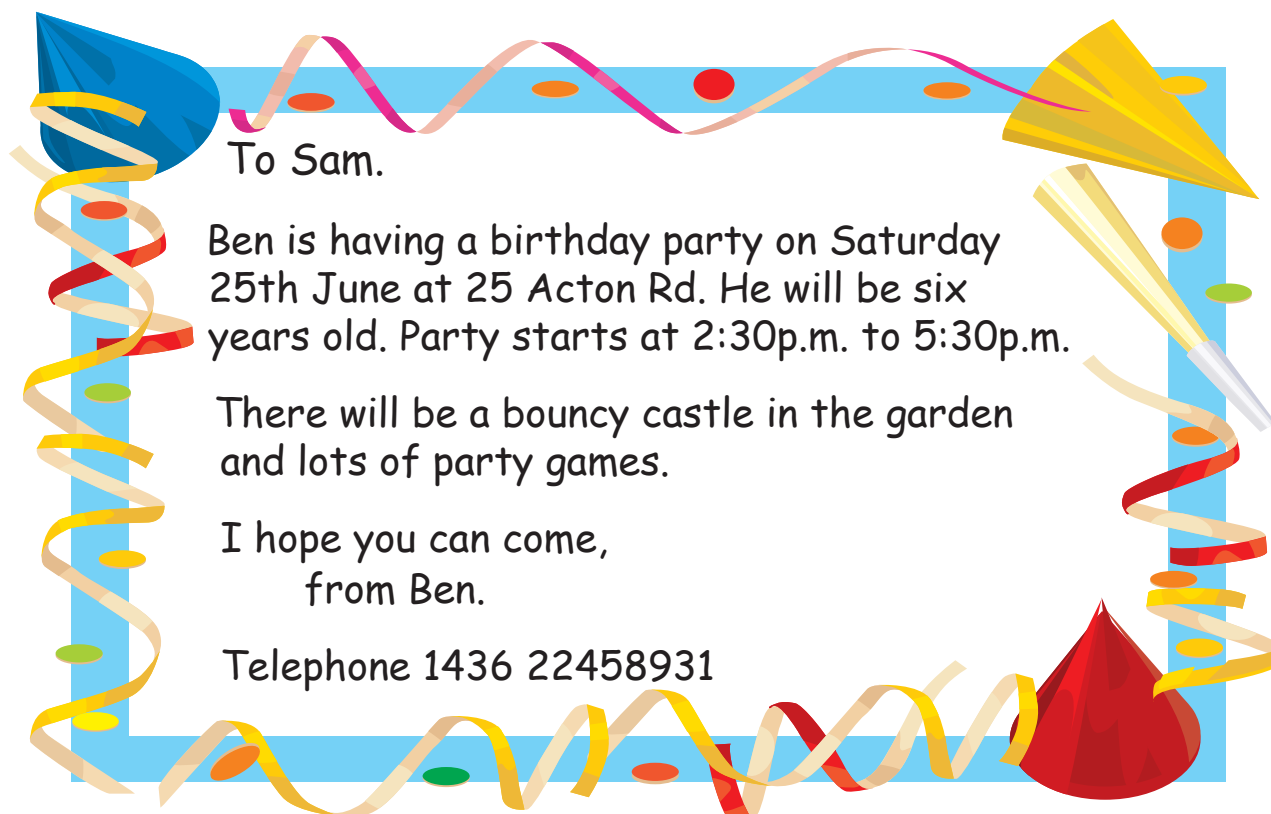 To Sam.
Ben is having a birthday party on Saturday
25th June at 25 Acton Rd. He will be six
years old. Party starts at 2:30p.m. to 5:30p.m.
There will be a bouncy castle in the garden
and lots of party games.
I hope you can come,
from Ben.
Telephone 1436 22458931